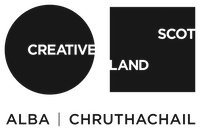 SCOT
CREATIVE
LAND
ALBA | CHRUTHACHAIL